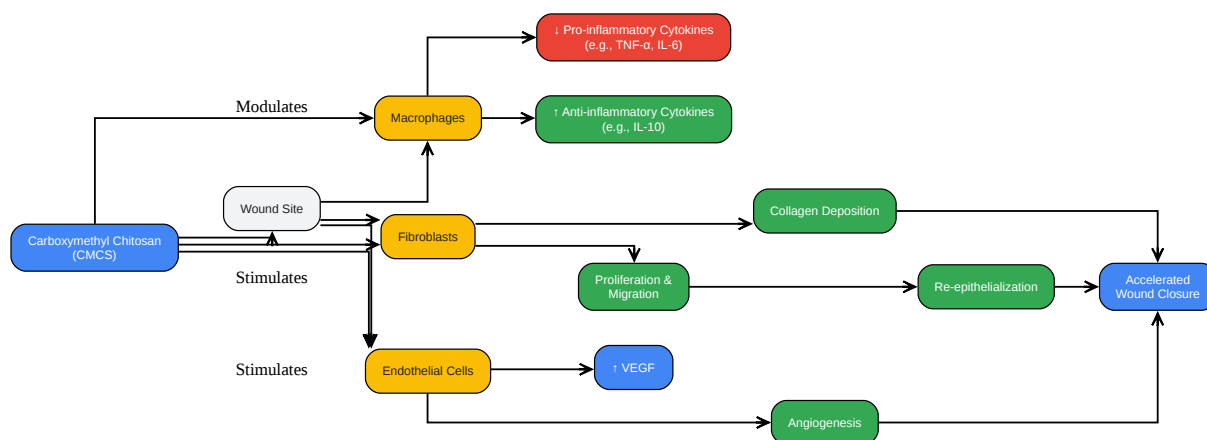 ↓ Pro-inflammatory Cytokines
(e.g., TNF-α, IL-6)
Modulates
Macrophages
↑ Anti-inflammatory Cytokines
(e.g., IL-10)
Wound Site
Collagen Deposition
Carboxymethyl Chitosan
(CMCS)
Fibroblasts
Stimulates
Proliferation &
Migration
Re-epithelialization
Accelerated
Wound Closure
Stimulates
Endothelial Cells
↑ VEGF
Angiogenesis